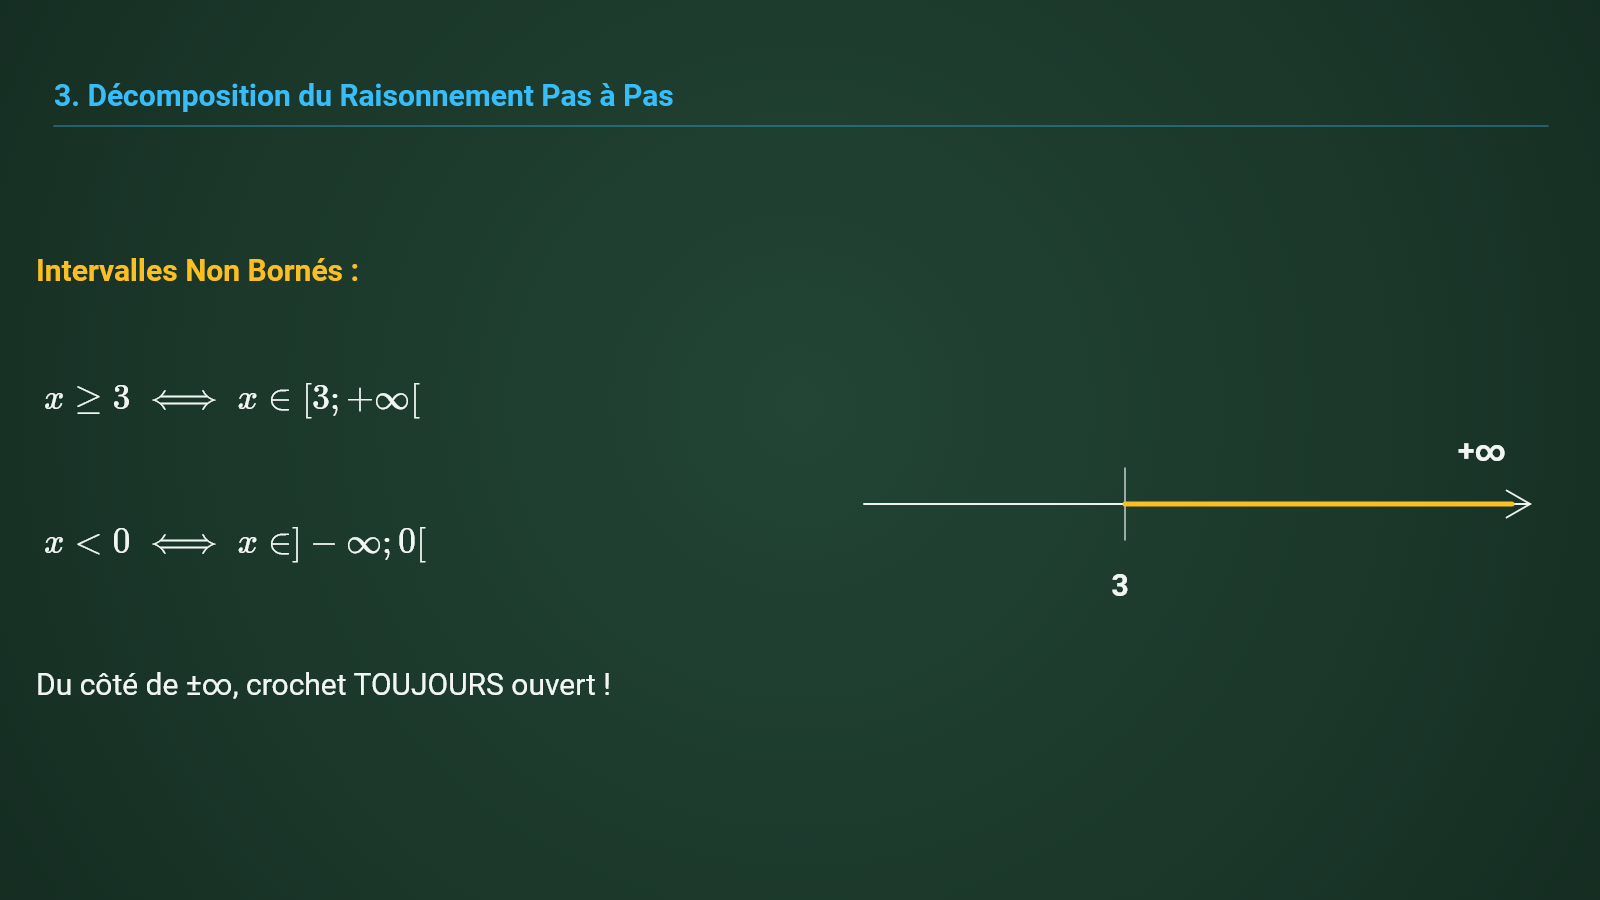 3. Décomposition du Raisonnement Pas à Pas
Intervalles Non Bornés :
x ≥ 3 ⟺ x ∈ [3; +∞[
x < 0 ⟺ x ∈] − ∞; 0[
Du côté de ±∞, crochet TOUJOURS ouvert !
+∞
3